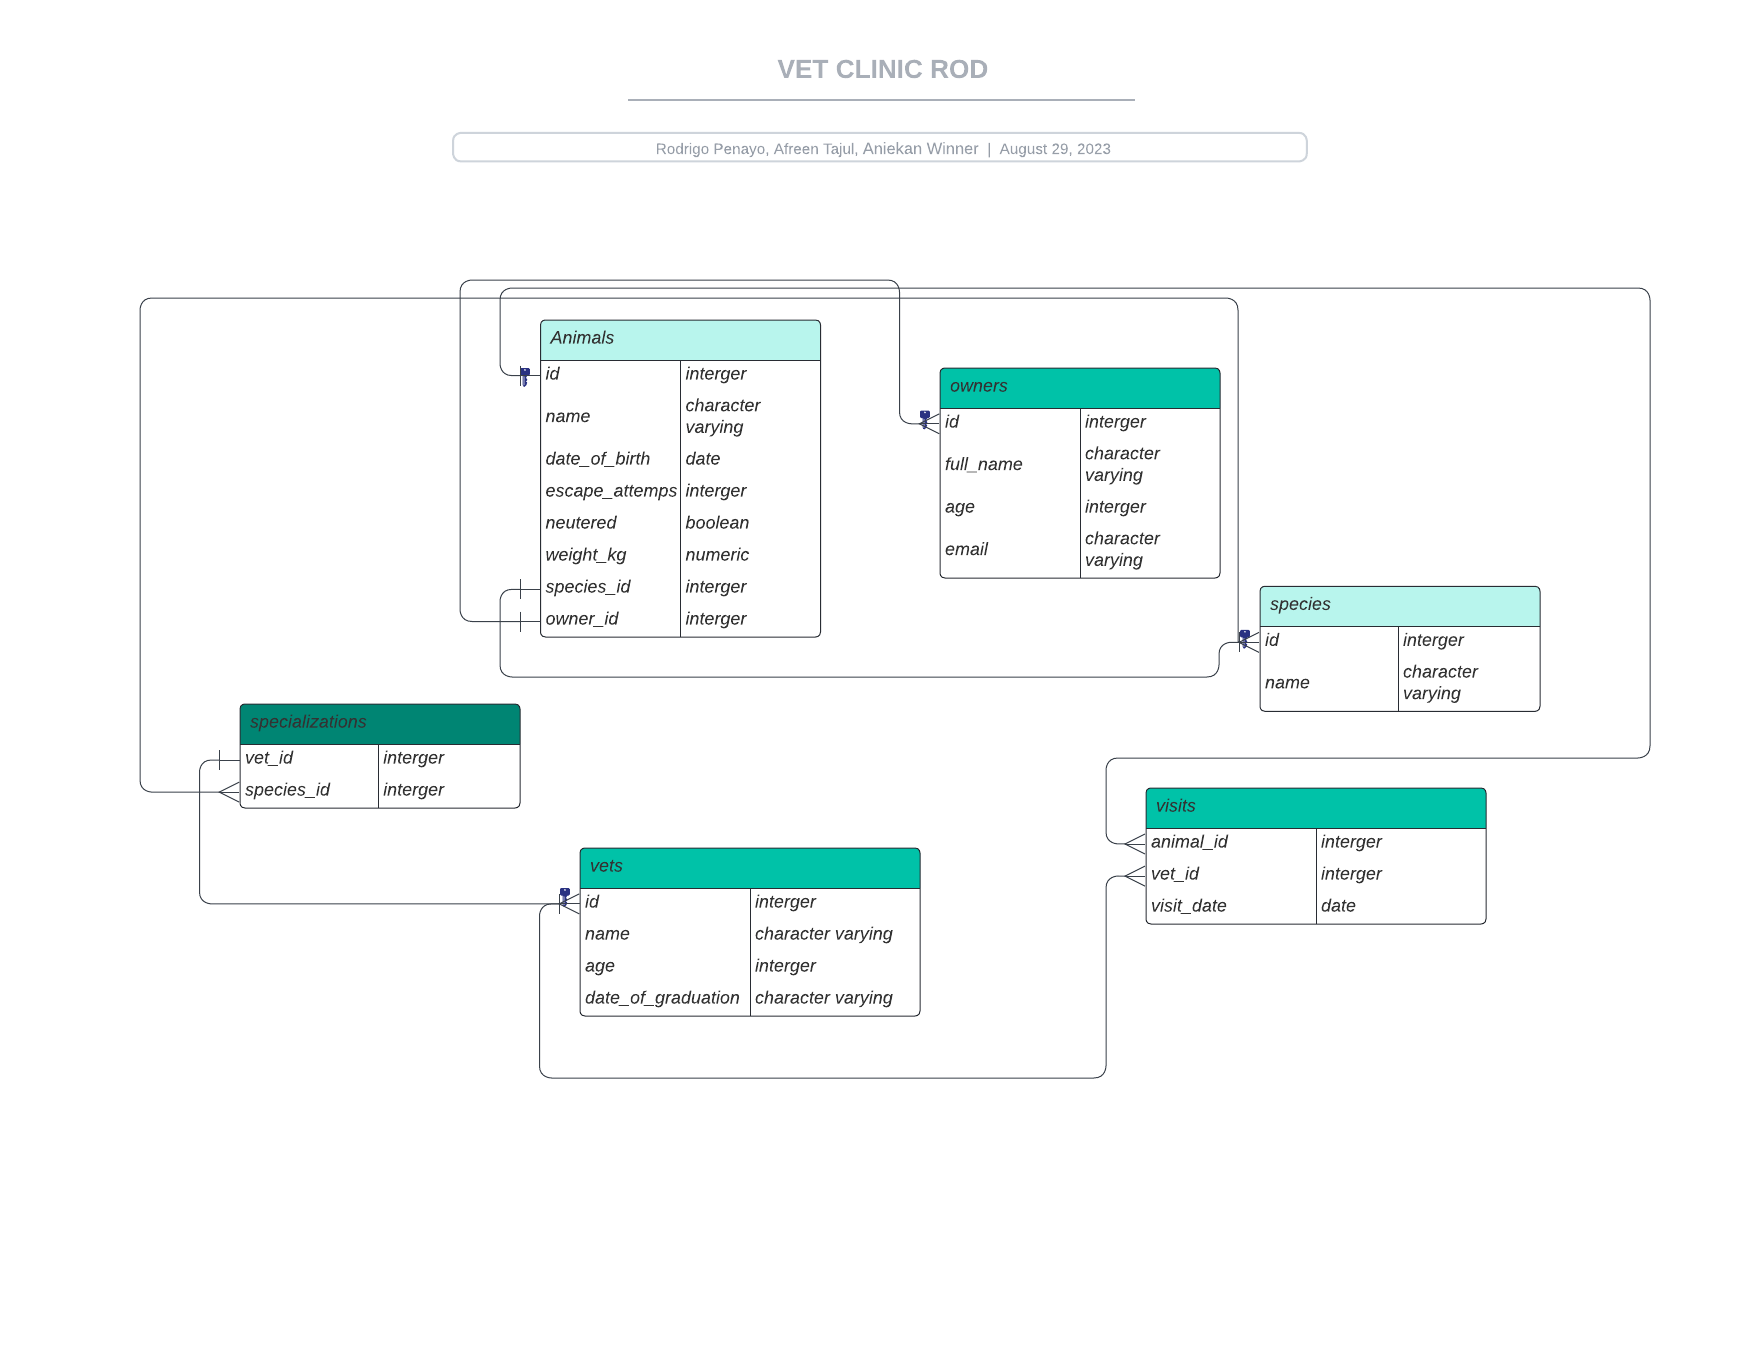 VET CLINIC ROD
Rodrigo Penayo, Afreen Tajul, Aniekan Winner | August 29, 2023
Animals
id interger
name character
varying
date_of_birth date
escape_attemps interger
neutered boolean
weight_kg numeric
species_id interger
owner_id interger
owners
id interger
full_name character
varying
age interger
email character
varying
species
id interger
name character
varying
specializations
vet_id interger
species_id interger
visits
animal_id interger
vet_id interger
visit_date date
vets
id interger
name character varying
age interger
date_of_graduation character varying